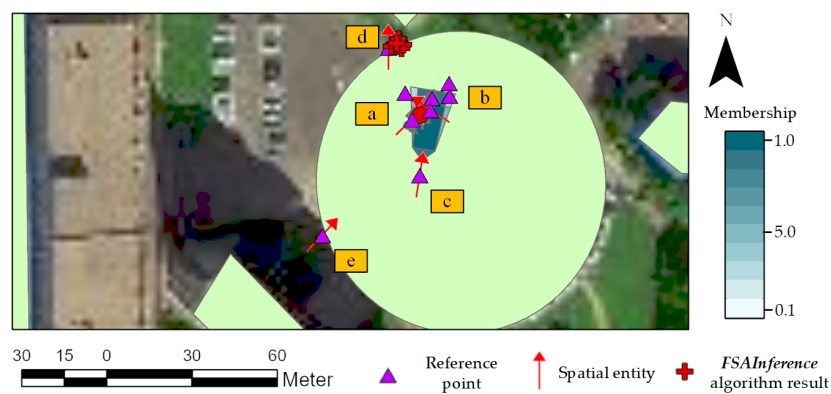 N
d
a
b
c
e
Membership
1.0
5.0
0.1
30 15 0 30 60
Meter
Reference
point
Spatial entity
FSAInference
algorithm result